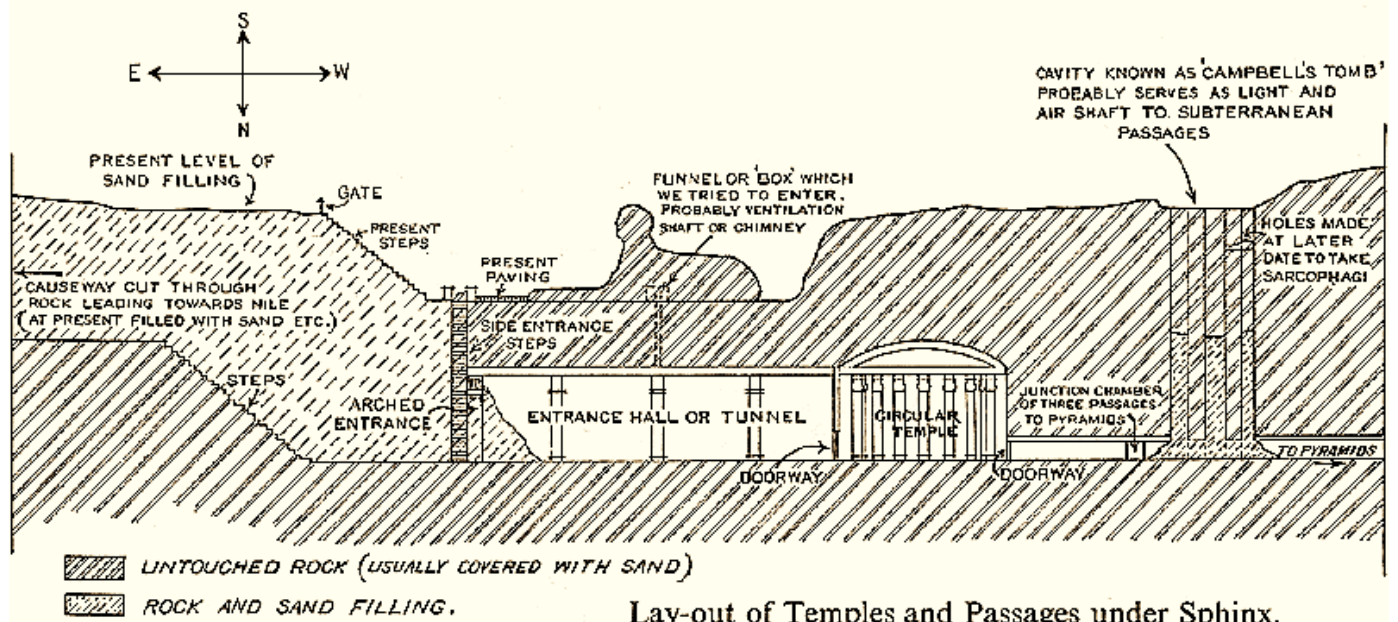 S
E W
N
CAVITY KNOWN AS 'CAMPBELL'S TOMB'
PROBABLY SERVES AS LIGHT AND
AIR SHAFT TO. SUBTERRANEAN
PASSAGES
PRESENT LEVEL OF
SAND FILLING
GATE
PRESENT
STEPS
FUNNEL OR 'BOX' WHICH
WE TRIED TO ENTER.
PROBABLY VENTILATION
SHAFT OR CHIMNEY
PRESENT
PAVING
HOLES MADE
AT LATER
DATE TO TAKE
SARCOPHAGI
CAUSEWAY CUT THROUGH
ROCK LEADING TOWARDS NILE
(AT PRESENT FILLED WITH SAND ETC.)
SIDE ENTRANCE
STEPS
STEPS
ARCHED
ENTRANCE
ENTRANCE HALL OR TUNNEL
CIRCULAR
TEMPLE
JUNCTION CHAMBER
OF THREE PASSAGES
TO PYRAMIDS
DOORWAY
DOORWAY
TO PYRAMIDS
UNTOUCHED ROCK (USUALLY COVERED WITH SAND)
ROCK AND SAND FILLING.
Lay-out of Temples and Passages under Sphinx.